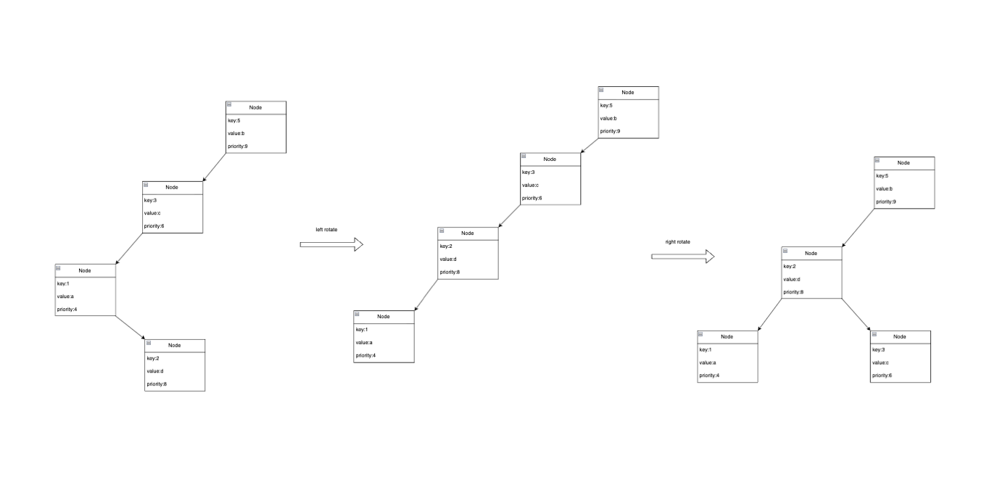 Node
key:5
value:b
priority:9
Node
key:3
value:c
priority:6
Node
key:1
value:a
priority:4
Node
key:2
value:d
priority:8
left rotate
Node
key:5
value:b
priority:9
Node
key:3
value:c
priority:6
Node
key:2
value:d
priority:8
Node
key:1
value:a
priority:4
right rotate
Node
key:5
value:b
priority:9
Node
key:2
value:d
priority:8
Node
key:1
value:a
priority:4
Node
key:3
value:c
priority:6